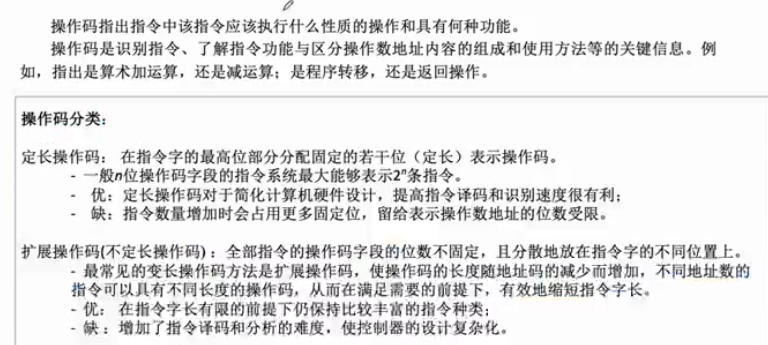 操作码指出指令中该指令应该执行什么性质的操作和具有何种功能。
操作码是识别指令、了解指令功能与区分操作数地址内容的组成和使用方法等的关键信息。例
如，指出是算术加运算，还是减运算；是程序转移，还是返回操作。
操作码分类：
定长操作码： 在指令字的最高位部分分配固定的若干位（定长）表示操作码。
- 一般n位操作码字段的指令系统最大能够表示2ⁿ条指令。
- 优：定长操作码对于简化计算机硬件设计，提高指令译码和识别速度很有利；
- 缺：指令数量增加时会占用更多固定位，留给表示操作数地址的位数受限。
扩展操作码(不定长操作码)：全部指令的操作码字段的位数不固定，且分散地放在指令字的不同位置上。
- 最常见的变长操作码方法是扩展操作码，使操作码的长度随地址码的减少而增加，不同地址数的
指令可以具有不同长度的操作码，从而在满足需要的前提下，有效地缩短指令字长。
- 优： 在指令字长有限的前提下仍保持比较丰富的指令种类；
- 缺：增加了指令译码和分析的难度，使控制器的设计复杂化。